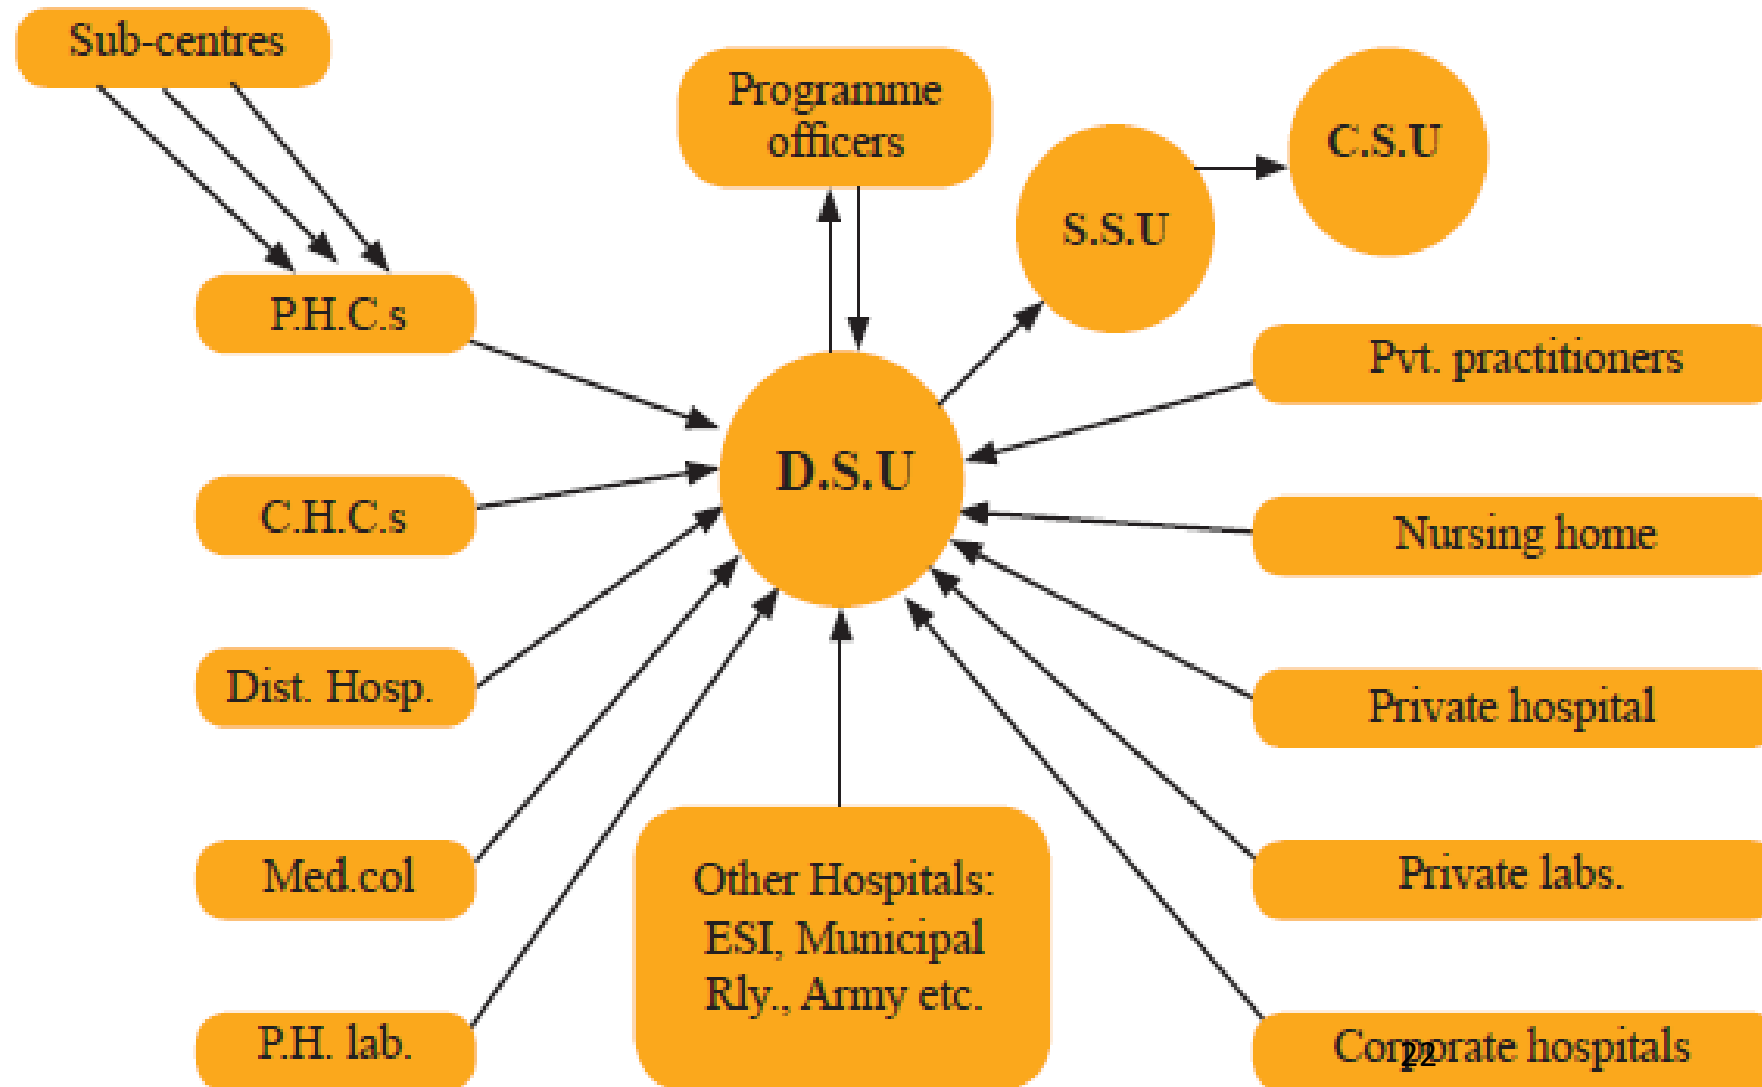 Sub-centres
Programme
officers
C.S.U
S.S.U
P.H.C.s
Pvt. practitioners
D.S.U
C.H.C.s
Nursing home
Dist. Hosp.
Private hospital
Med.col
Other Hospitals:
ESI, Municipal
Rly., Army etc.
Private labs.
P.H. lab.
Corporate hospitals
22